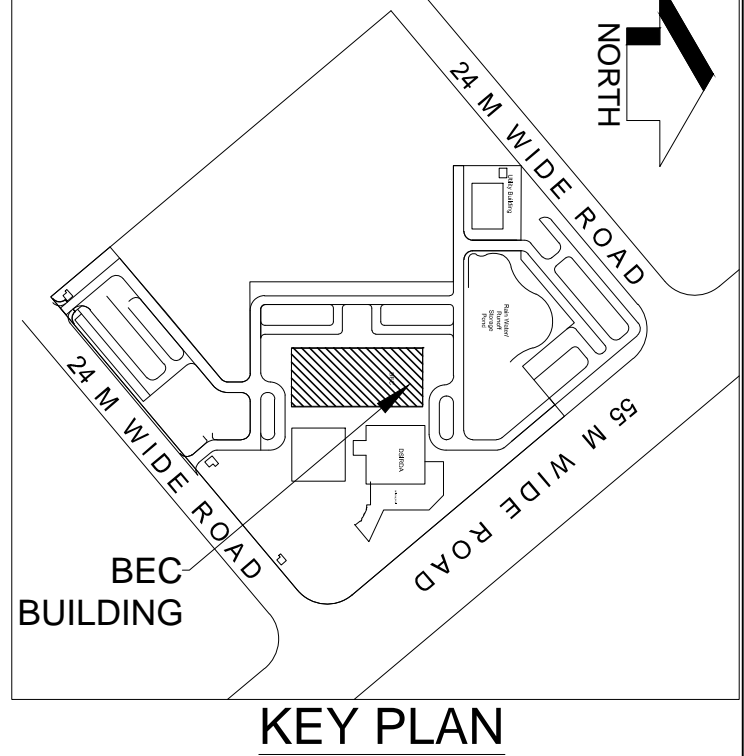 NORTH
24 M WIDE ROAD
Utility Building
Rain Water/
Runoff
Storage
Pond
55 M WIDE ROAD
24 M WIDE ROAD
DSIRDA
BEC
BUILDING
KEY PLAN